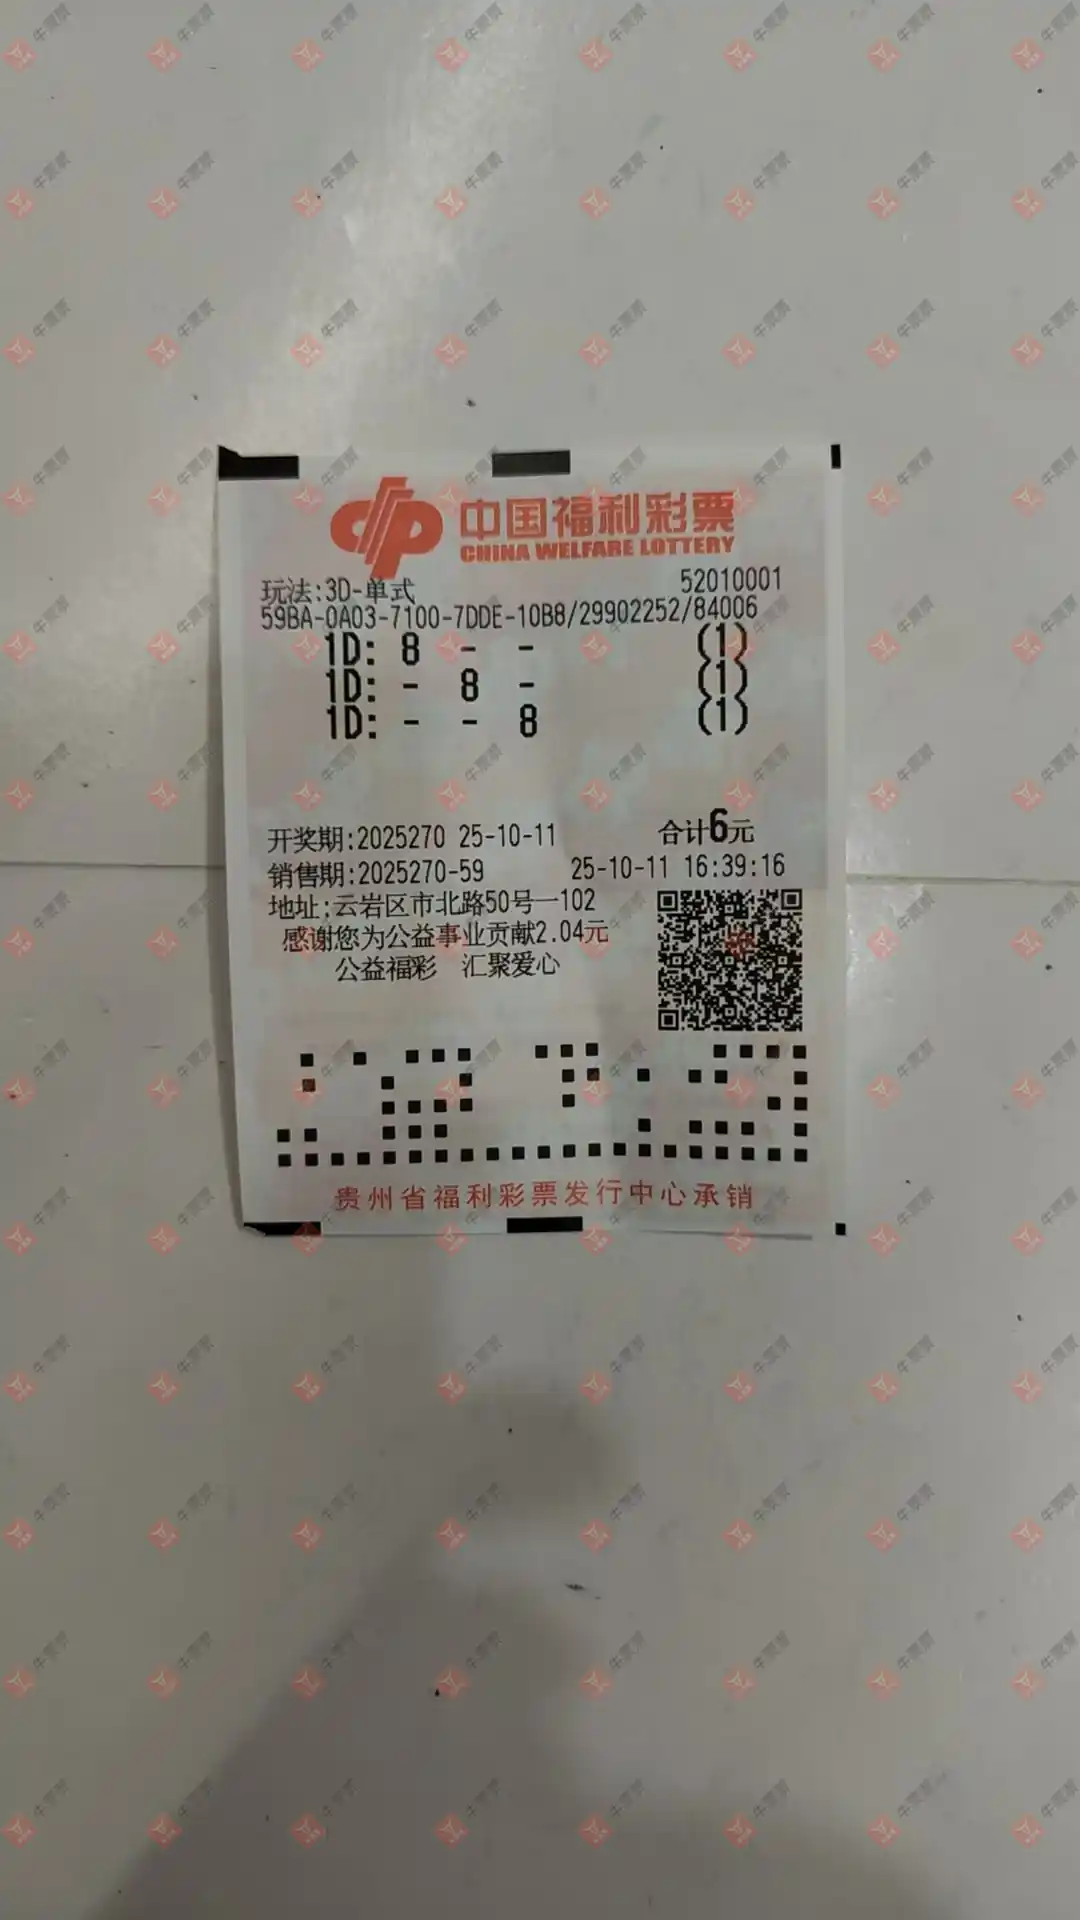 中国福利彩票
CHINA WELFARE LOTTERY
玩法:3D-单式 52010001
59BA-0A03-7100-7DDE-10B8/29902252/84006
1D: 8 - - (1)
1D: - 8 - (1)
1D: - - 8 (1)
开奖期:2025270 25-10-11 合计6元
销售期:2025270-59 25-10-11 16:39:16
地址:云岩区市北路50号一102
感谢您为公益事业贡献2.04元
公益福彩 汇聚爱心
贵州省福利彩票发行中心承销
牛票票